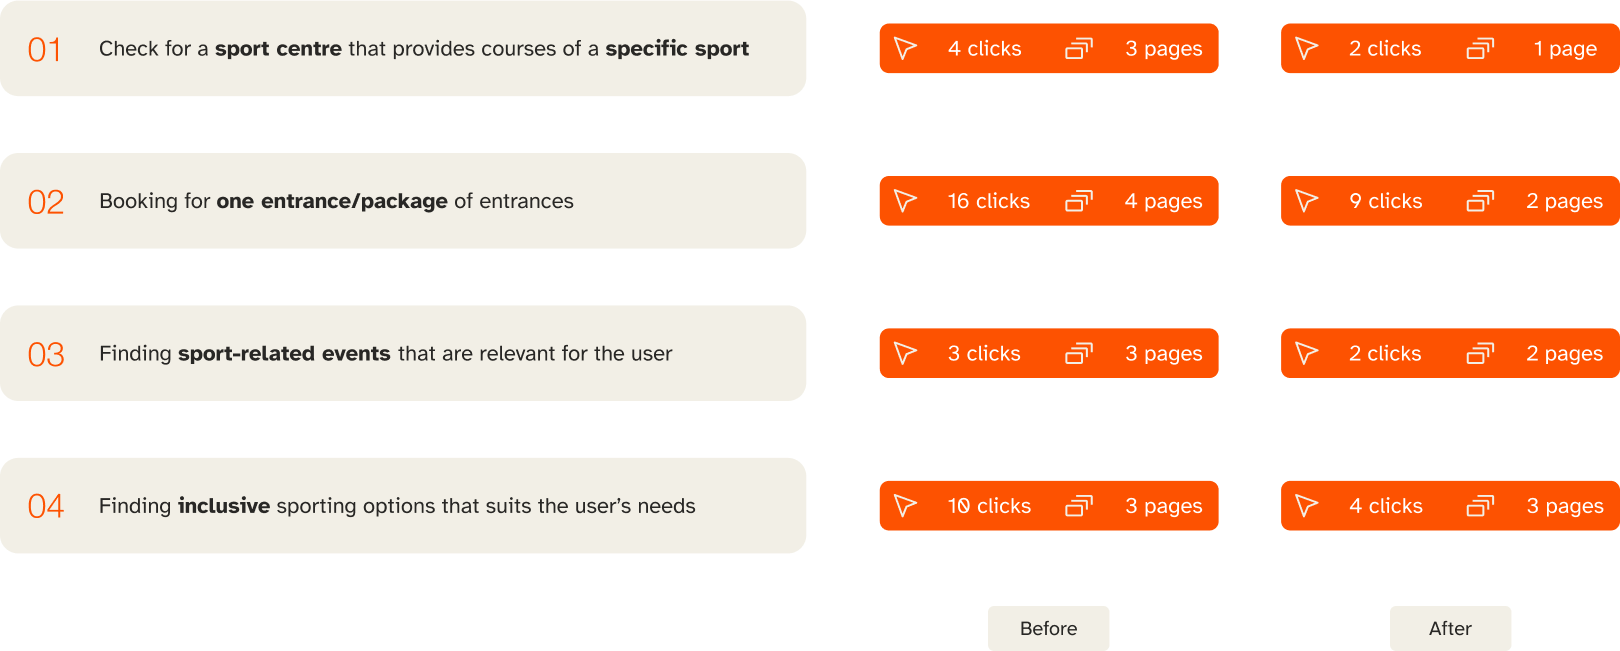 01 Check for a sport centre that provides courses of a specific sport 4 clicks 3 pages 2 clicks 1 page
02 Booking for one entrance/package of entrances 16 clicks 4 pages 9 clicks 2 pages
03 Finding sport-related events that are relevant for the user 3 clicks 3 pages 2 clicks 2 pages
04 Finding inclusive sporting options that suits the user’s needs 10 clicks 3 pages 4 clicks 3 pages
Before After